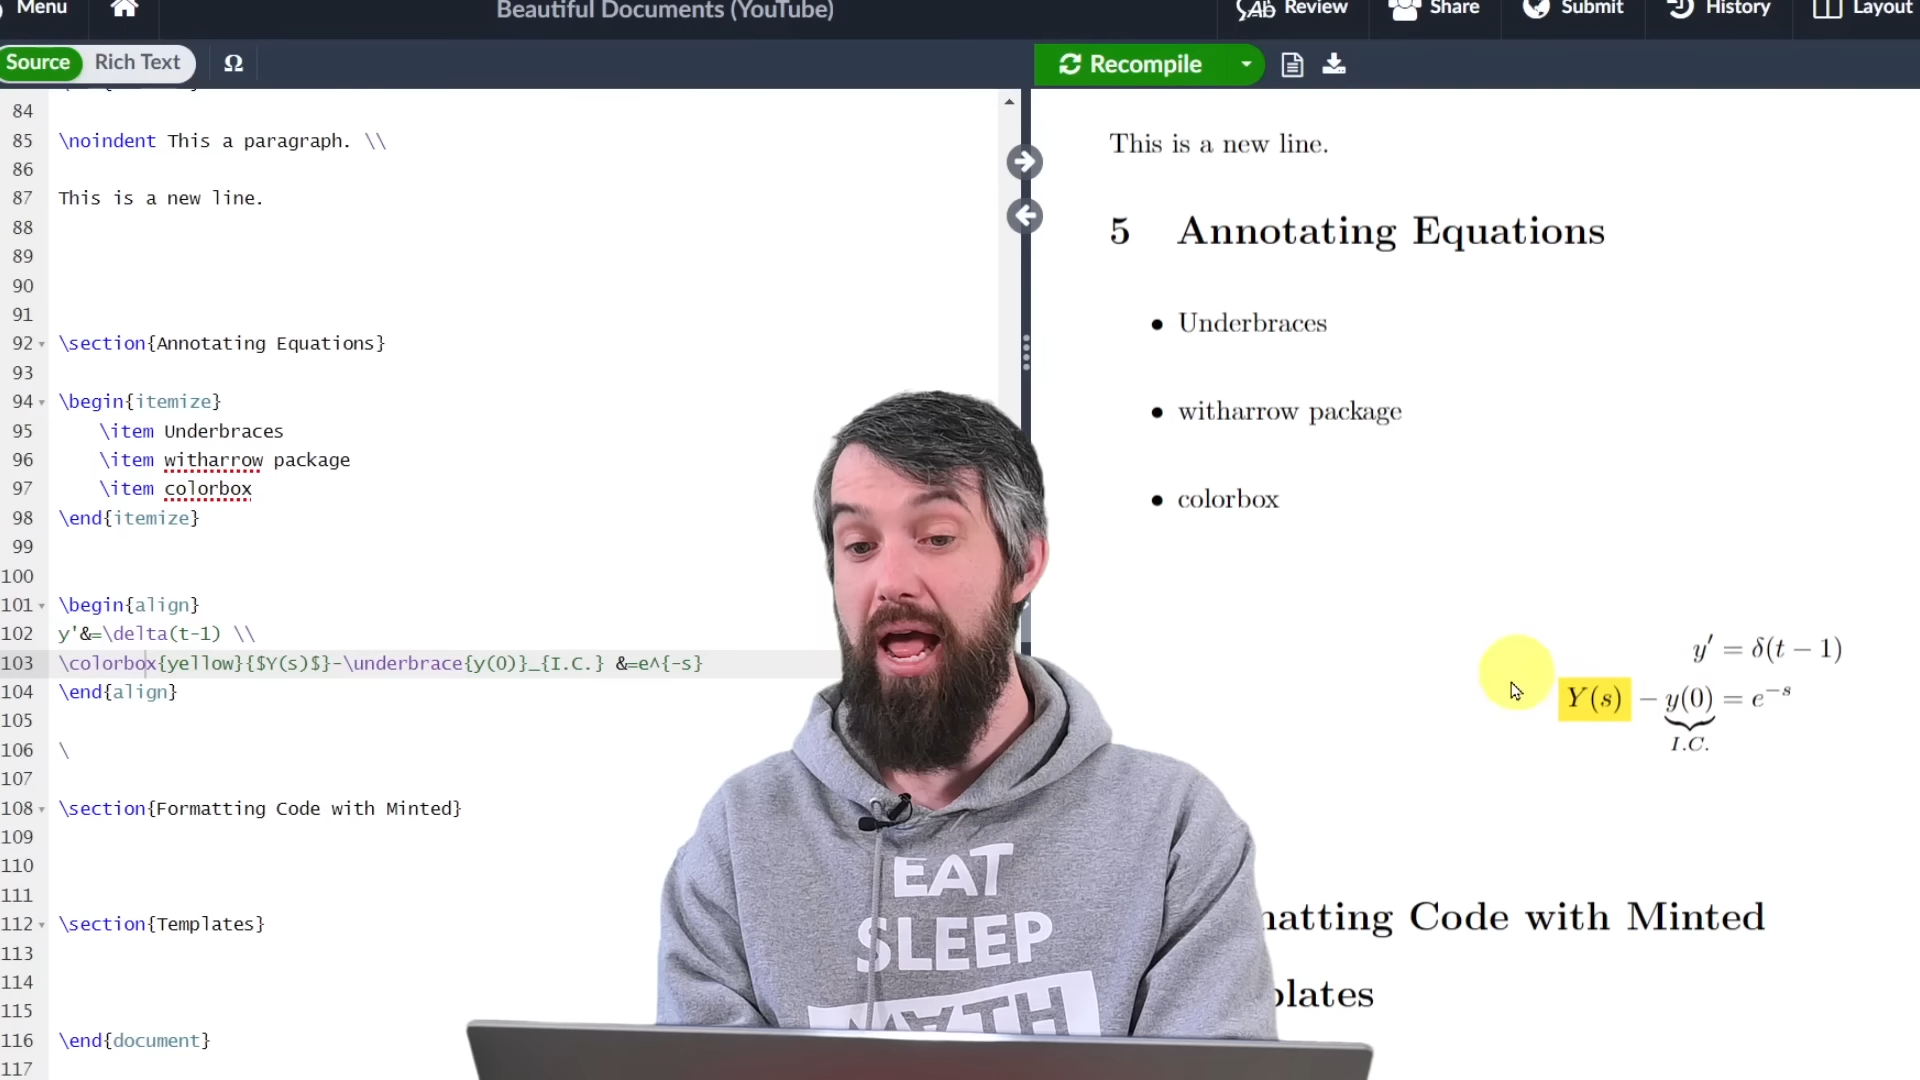 Menu
Beautiful Documents (YouTube)
Review
Share
Submit
History
Layout
Source
Rich Text
Ω
Recompile
84
85 \noindent This a paragraph. \\
86
87 This is a new line.
88
89
90
91
92 \section{Annotating Equations}
93
94 \begin{itemize}
95 \item Underbraces
96 \item witharrow package
97 \item colorbox
98 \end{itemize}
99
100
101 \begin{align}
102 y'&=\delta(t-1) \\
103 \colorbox{yellow}{$Y(s)$}-\underbrace{y(0)}_{I.C.} &=e^{-s}
104 \end{align}
105
106 \
107
108 \section{Formatting Code with Minted}
109
110
111
112 \section{Templates}
113
114
115
116 \end{document}
117
This is a new line.
5 Annotating Equations
• Underbraces
• witharrow package
• colorbox
y′ = δ(t − 1)
Y(s) − y(0) = e−s
I.C.
matting Code with Minted
plates
EAT
SLEEP
MATH